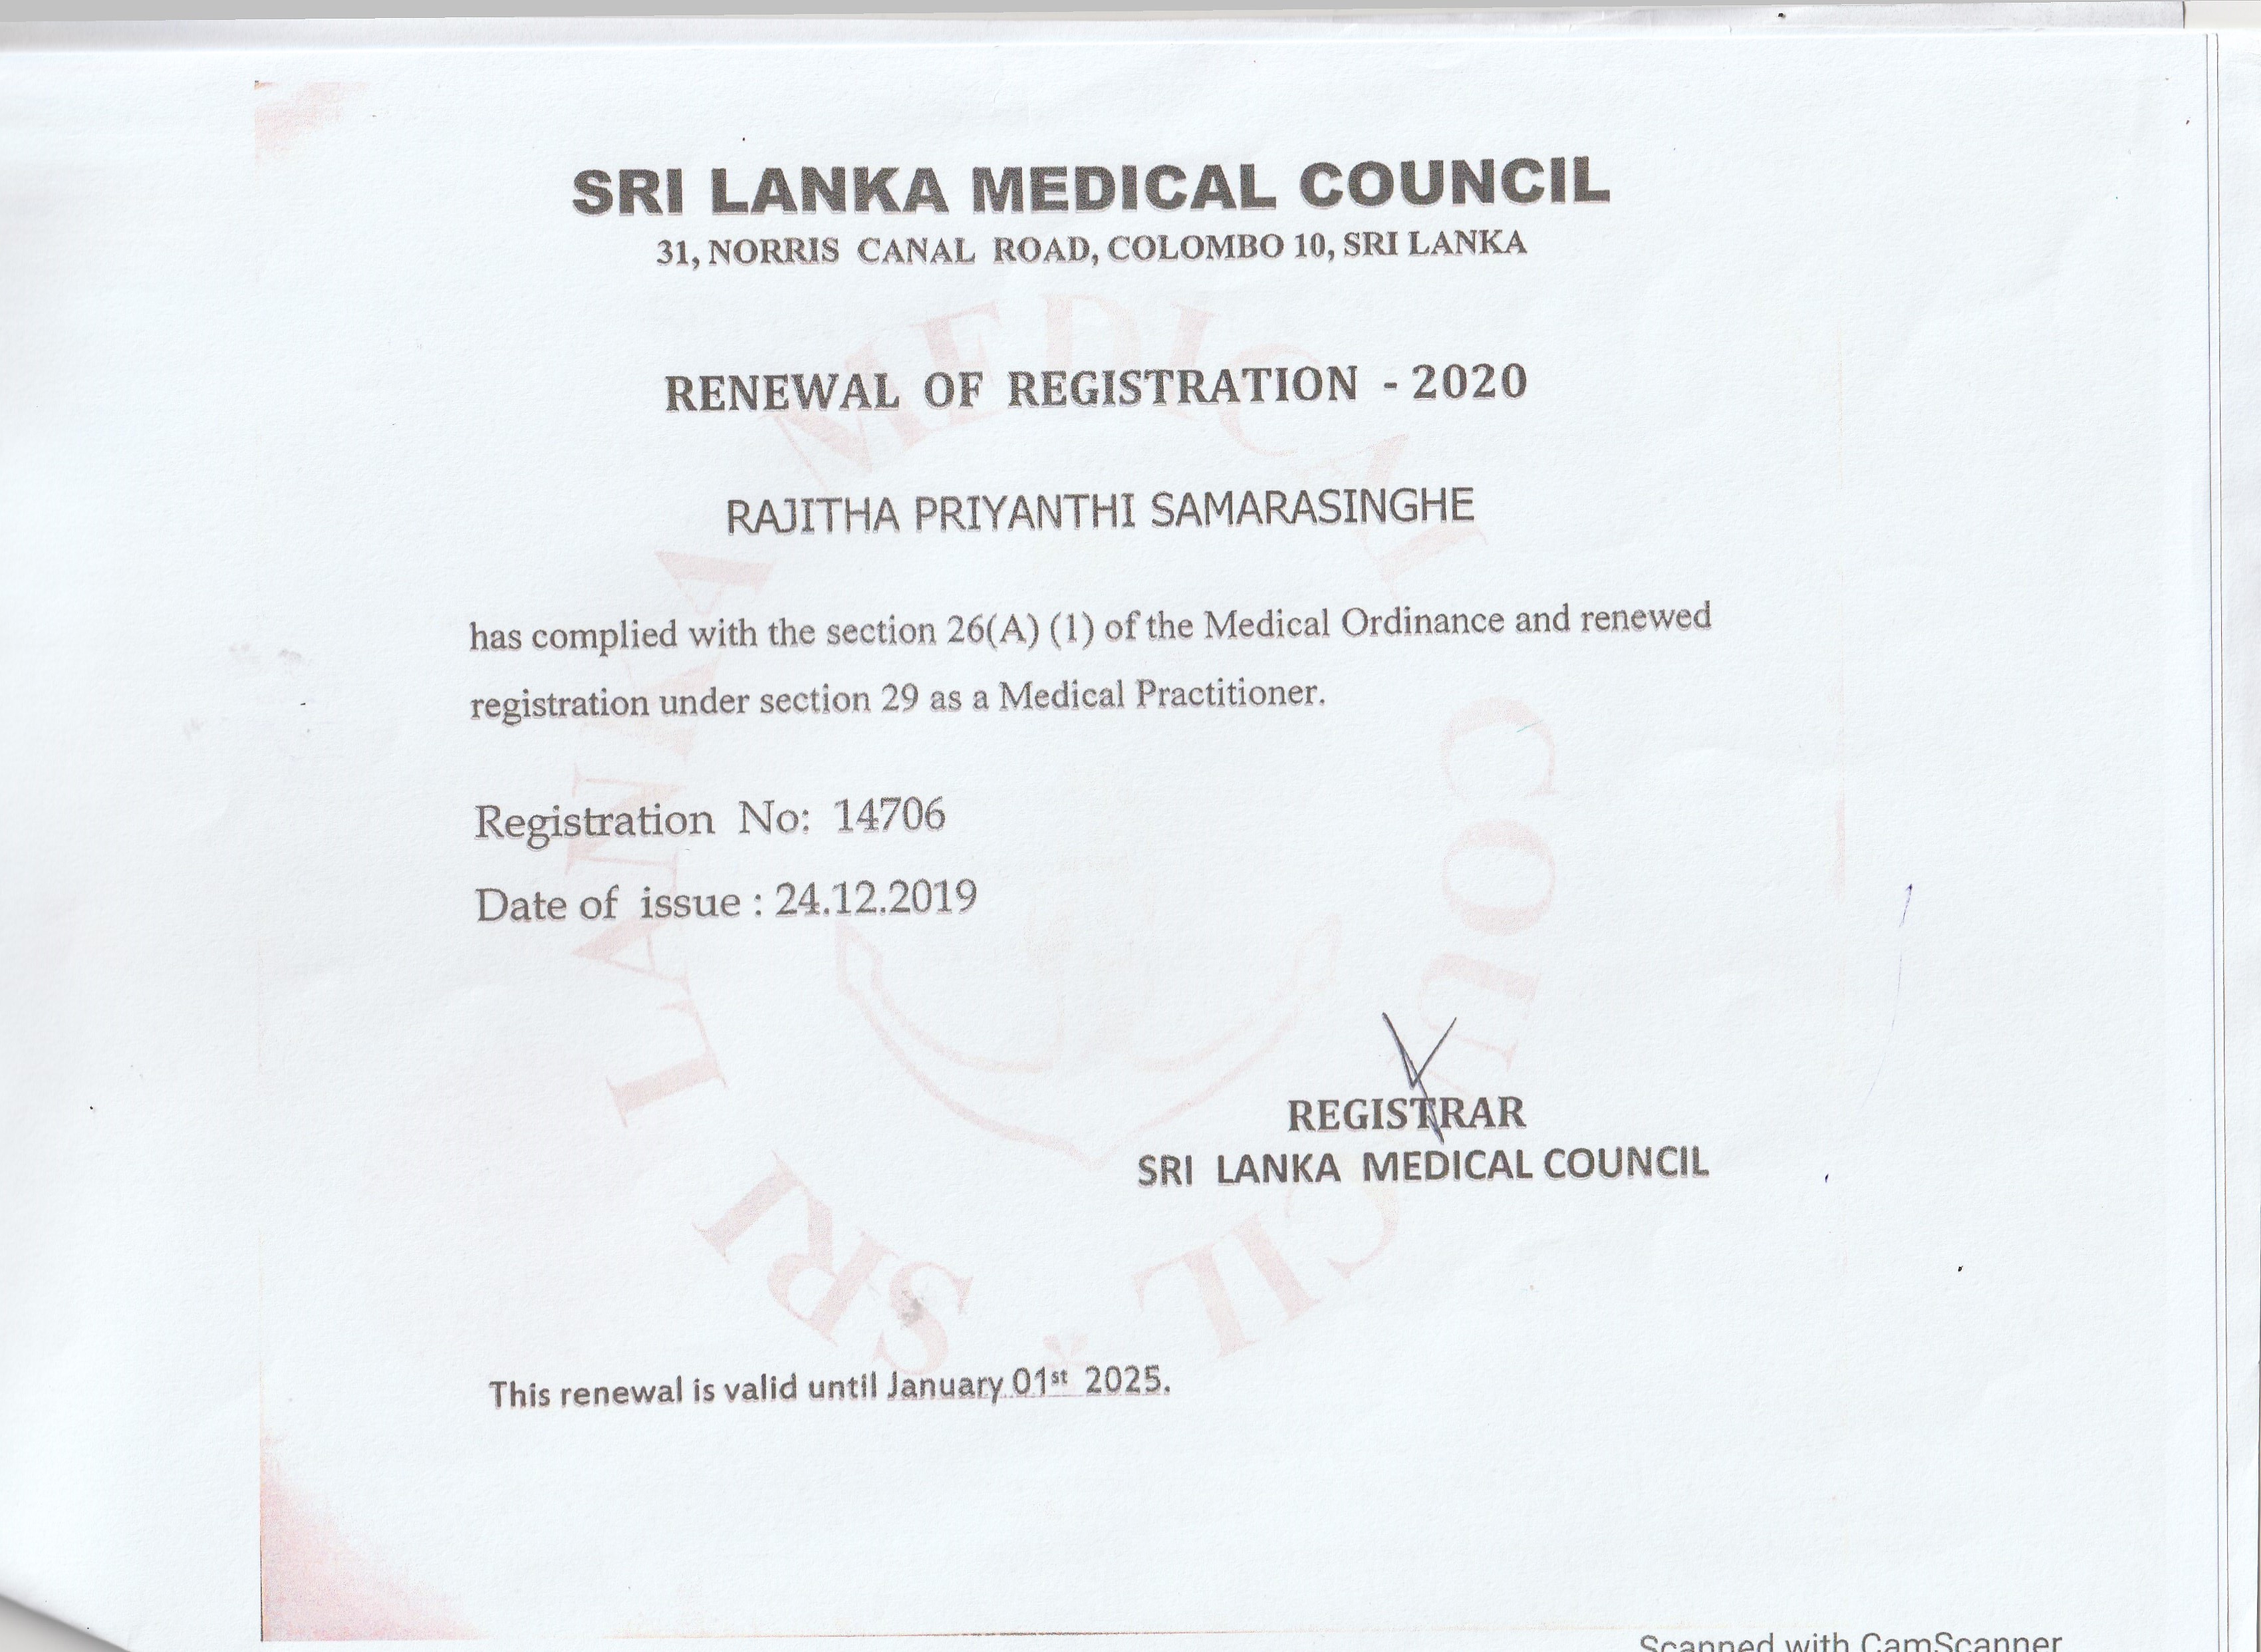 SRI LANKA MEDICAL COUNCIL
31, NORRIS CANAL ROAD, COLOMBO 10, SRI LANKA
RENEWAL OF REGISTRATION - 2020
RAJITHA PRIYANTHI SAMARASINGHE
has complied with the section 26(A) (1) of the Medical Ordinance and renewed
registration under section 29 as a Medical Practitioner.
Registration No: 14706
Date of issue : 24.12.2019
REGISTRAR
SRI LANKA MEDICAL COUNCIL
This renewal is valid until January 01st 2025.
SRI LANKA MEDICAL COUNCIL *
Scanned with CamScanner